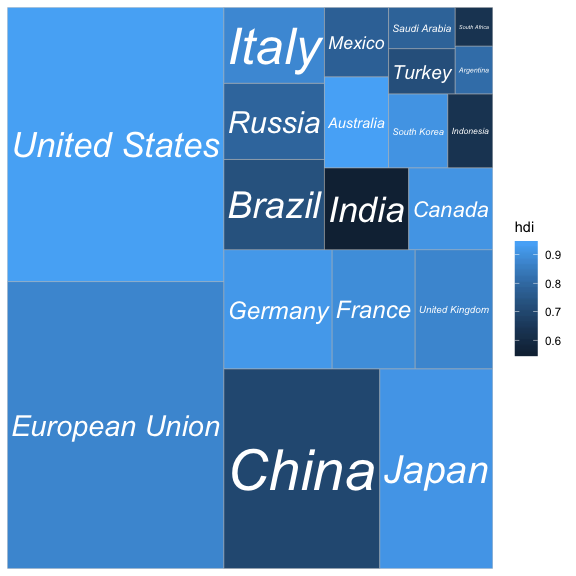 Italy
Mexico
Saudi Arabia
South Africa
Turkey
Argentina
United States
Russia
Australia
South Korea
Indonesia
Brazil
India
Canada
Germany
France
United Kingdom
European Union
China
Japan
hdi
0.9
0.8
0.7
0.6